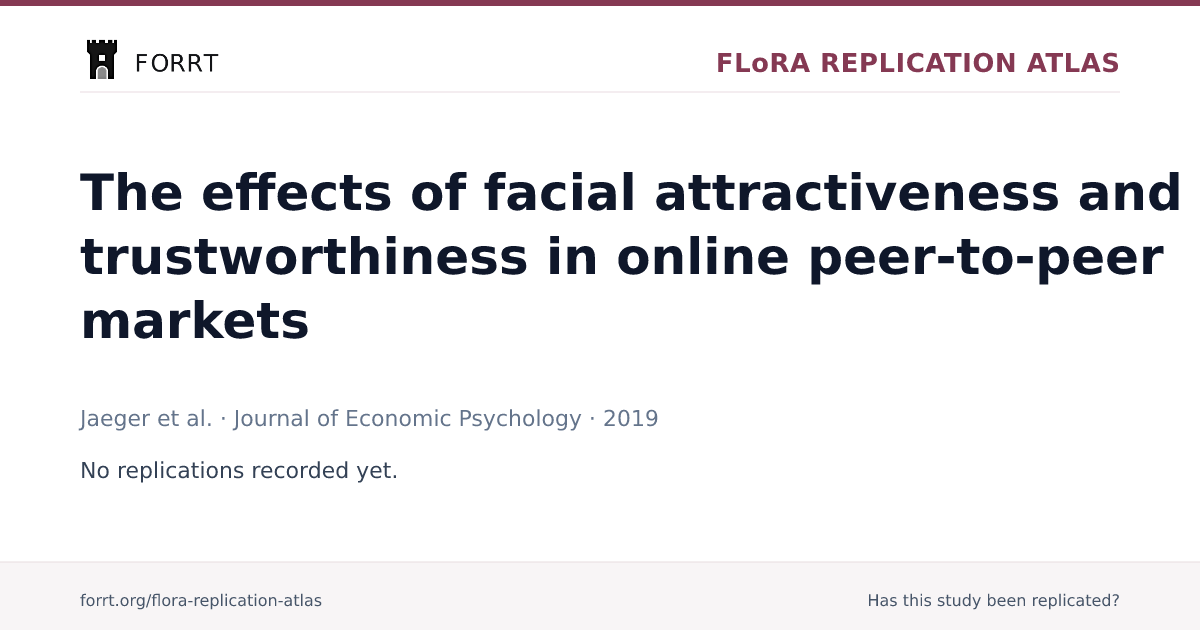 FORRT
FLoRA REPLICATION ATLAS
The effects of facial attractiveness and
trustworthiness in online peer-to-peer
markets
Jaeger et al. · Journal of Economic Psychology · 2019
No replications recorded yet.
forrt.org/flora-replication-atlas
Has this study been replicated?